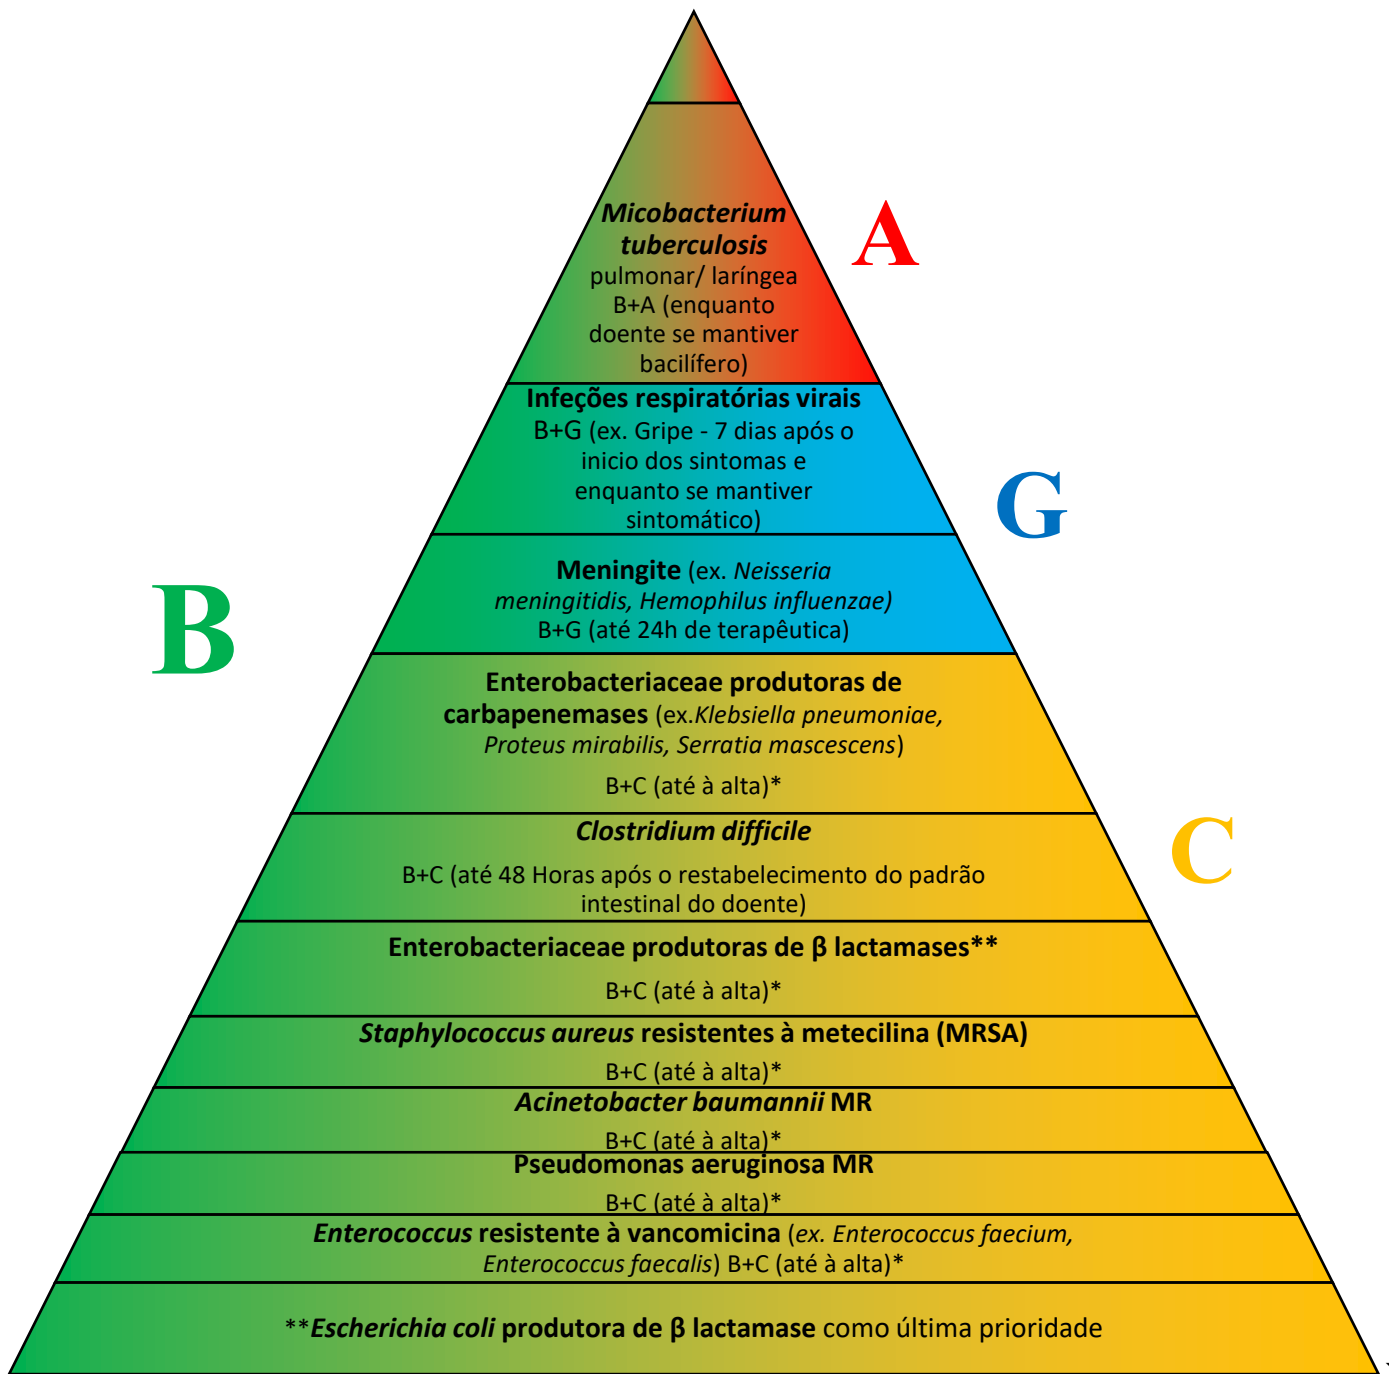 Micobacterium
tuberculosis
pulmonar/ laríngea
B+A (enquanto
doente se mantiver
bacilífero)
A
Infeções respiratórias virais
B+G (ex. Gripe - 7 dias após o
inicio dos sintomas e
enquanto se mantiver
sintomático)
G
Meningite (ex. Neisseria
meningitidis, Hemophilus influenzae)
B+G (até 24h de terapêutica)
B
Enterobacteriaceae produtoras de
carbapenemases (ex.Klebsiella pneumoniae,
Proteus mirabilis, Serratia mascescens)
B+C (até à alta)*
Clostridium difficile
B+C (até 48 Horas após o restabelecimento do padrão
intestinal do doente)
C
Enterobacteriaceae produtoras de β lactamases**
B+C (até à alta)*
Staphylococcus aureus resistentes à metecilina (MRSA)
B+C (até à alta)*
Acinetobacter baumannii MR
B+C (até à alta)*
Pseudomonas aeruginosa MR
B+C (até à alta)*
Enterococcus resistente à vancomicina (ex. Enterococcus faecium,
Enterococcus faecalis) B+C (até à alta)*
**Escherichia coli produtora de β lactamase como última prioridade